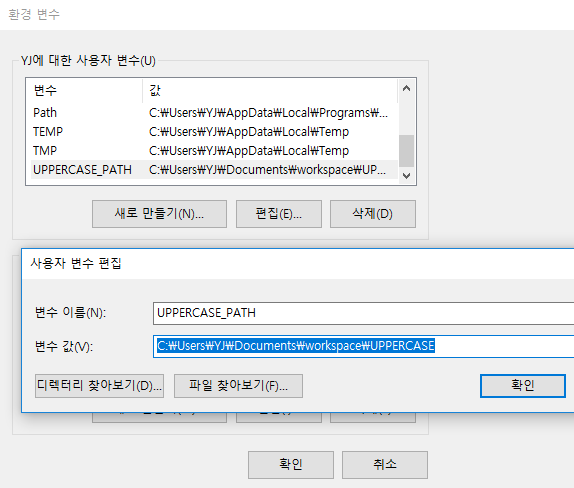 환경 변수
YJ에 대한 사용자 변수(U)
변수 값
Path C:₩Users₩YJ₩AppData₩Local₩Programs₩...
TEMP C:₩Users₩YJ₩AppData₩Local₩Temp
TMP C:₩Users₩YJ₩AppData₩Local₩Temp
UPPERCASE_PATH C:₩Users₩YJ₩Documents₩workspace₩UP...
새로 만들기(N)... 편집(E)... 삭제(D)
사용자 변수 편집
변수 이름(N): UPPERCASE_PATH
변수 값(V): C:₩Users₩YJ₩Documents₩workspace₩UPPERCASE
디렉터리 찾아보기(D)... 파일 찾아보기(F)... 확인
확인 취소